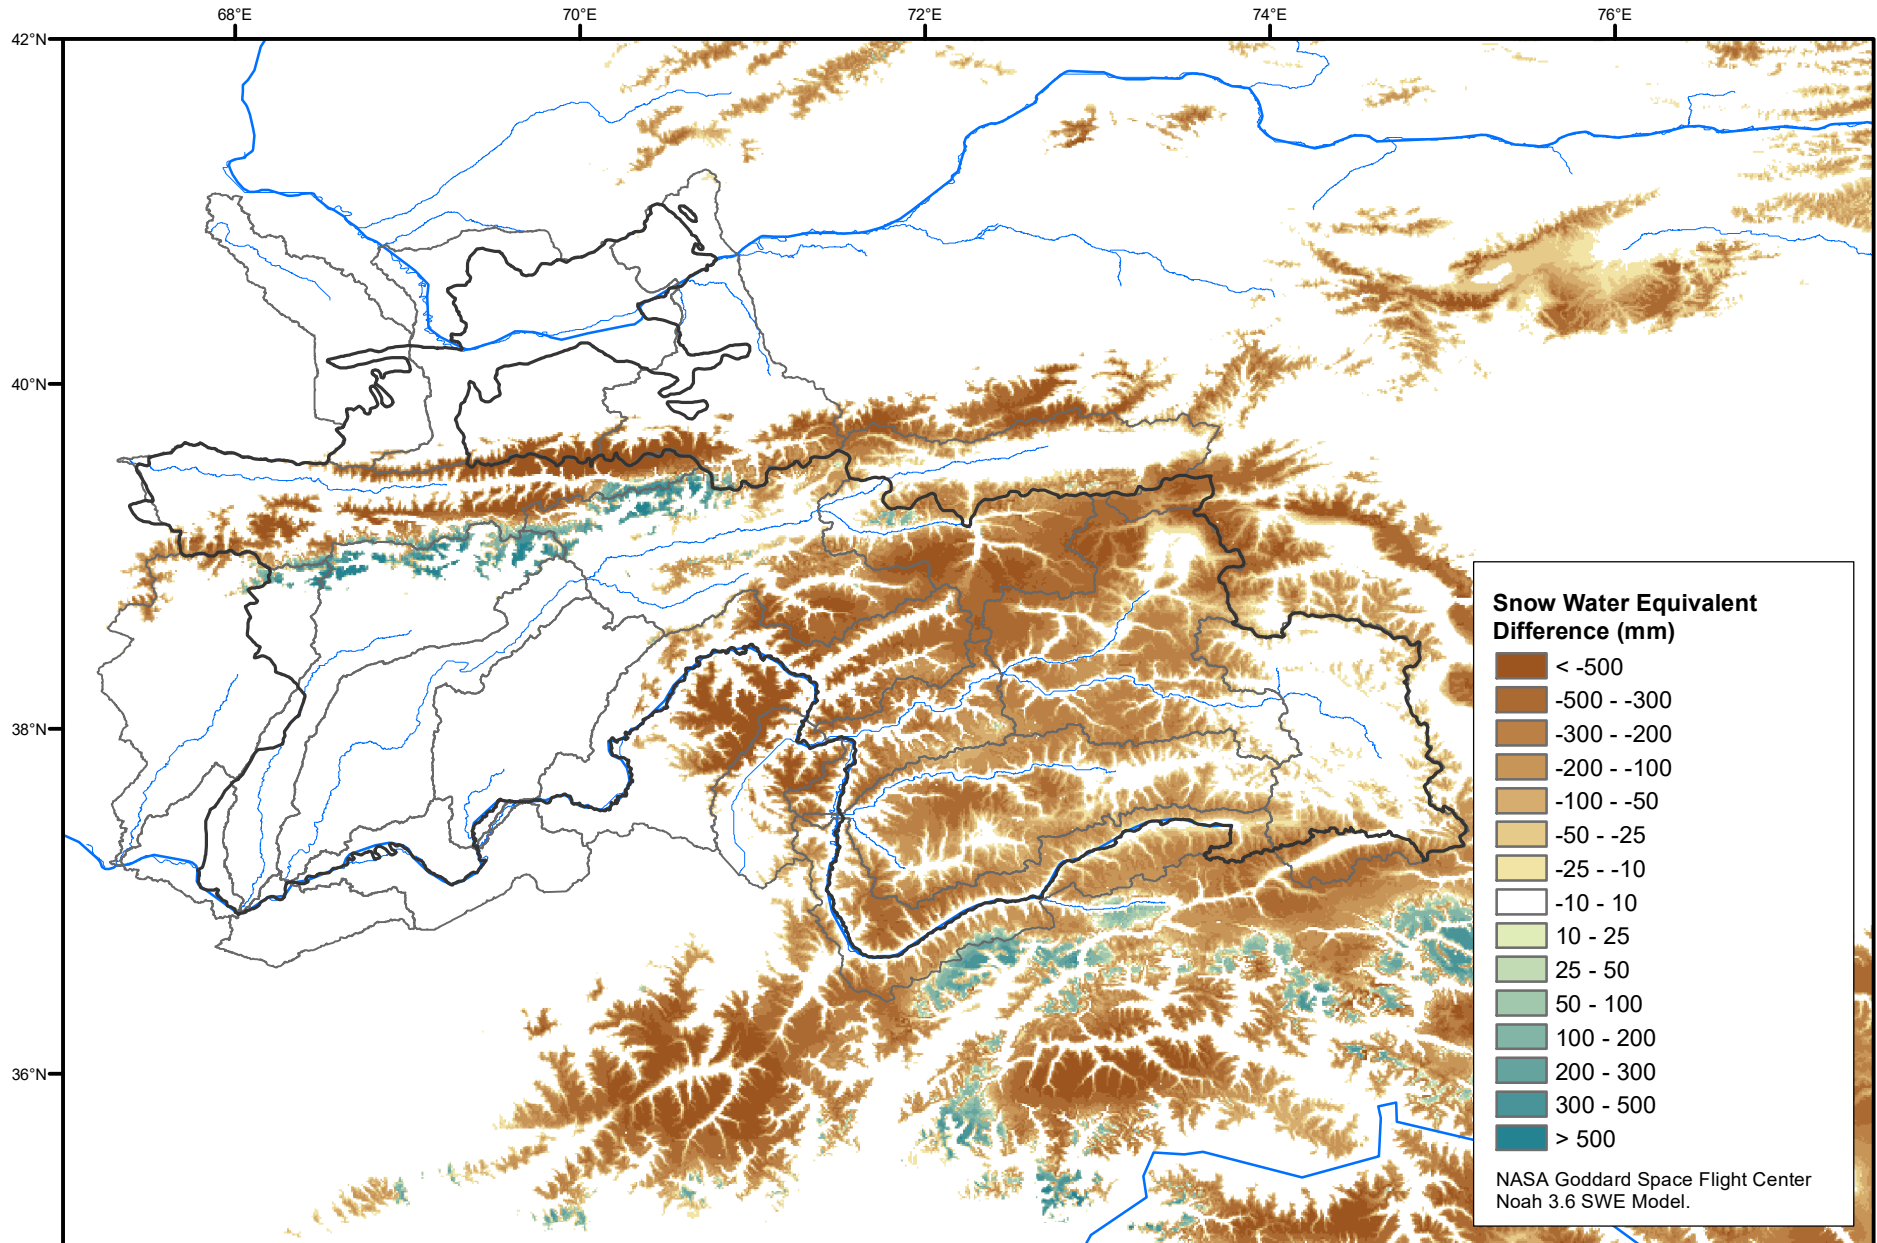 68°E
70°E
72°E
74°E
76°E
42°N
40°N
38°N
36°N
Snow Water Equivalent
Difference (mm)
< -500
-500 - -300
-300 - -200
-200 - -100
-100 - -50
-50 - -25
-25 - -10
-10 - 10
10 - 25
25 - 50
50 - 100
100 - 200
200 - 300
300 - 500
> 500
NASA Goddard Space Flight Center
Noah 3.6 SWE Model.